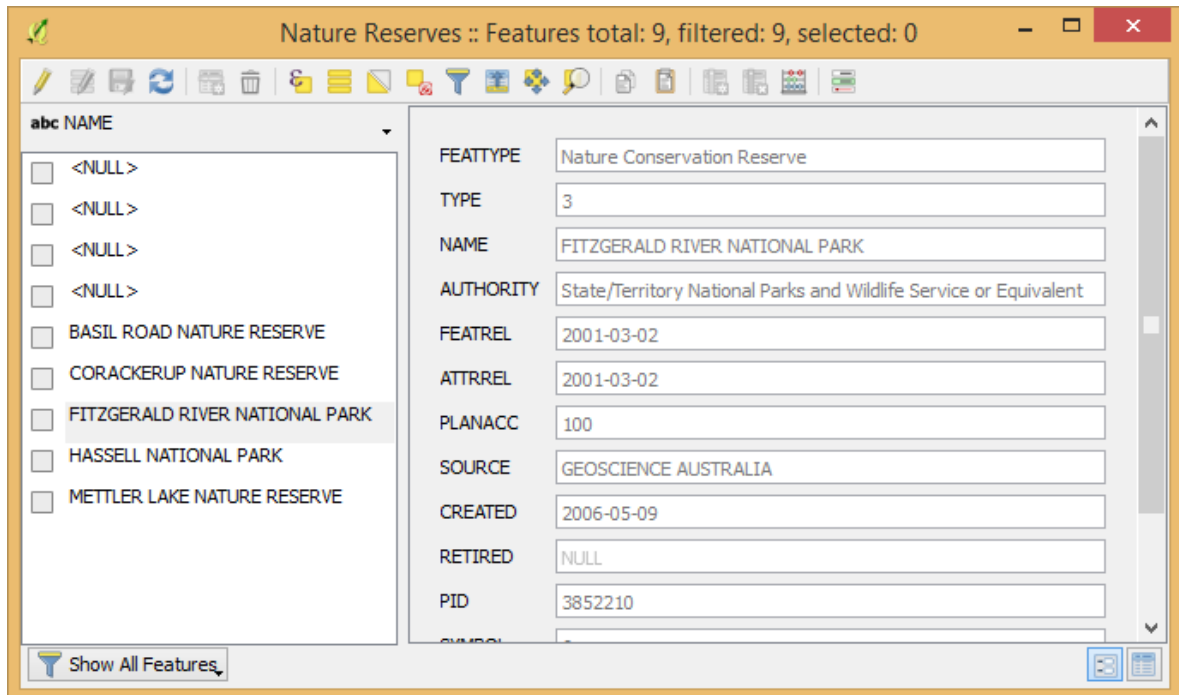 Nature Reserves :: Features total: 9, filtered: 9, selected: 0
abc NAME
<NULL>
<NULL>
<NULL>
<NULL>
BASIL ROAD NATURE RESERVE
CORACKERUP NATURE RESERVE
FITZGERALD RIVER NATIONAL PARK
HASSELL NATIONAL PARK
METTLER LAKE NATURE RESERVE
FEATTYPE Nature Conservation Reserve
TYPE 3
NAME FITZGERALD RIVER NATIONAL PARK
AUTHORITY State/Territory National Parks and Wildlife Service or Equivalent
FEATREL 2001-03-02
ATTRREL 2001-03-02
PLANACC 100
SOURCE GEOSCIENCE AUSTRALIA
CREATED 2006-05-09
RETIRED NULL
PID 3852210
Show All Features